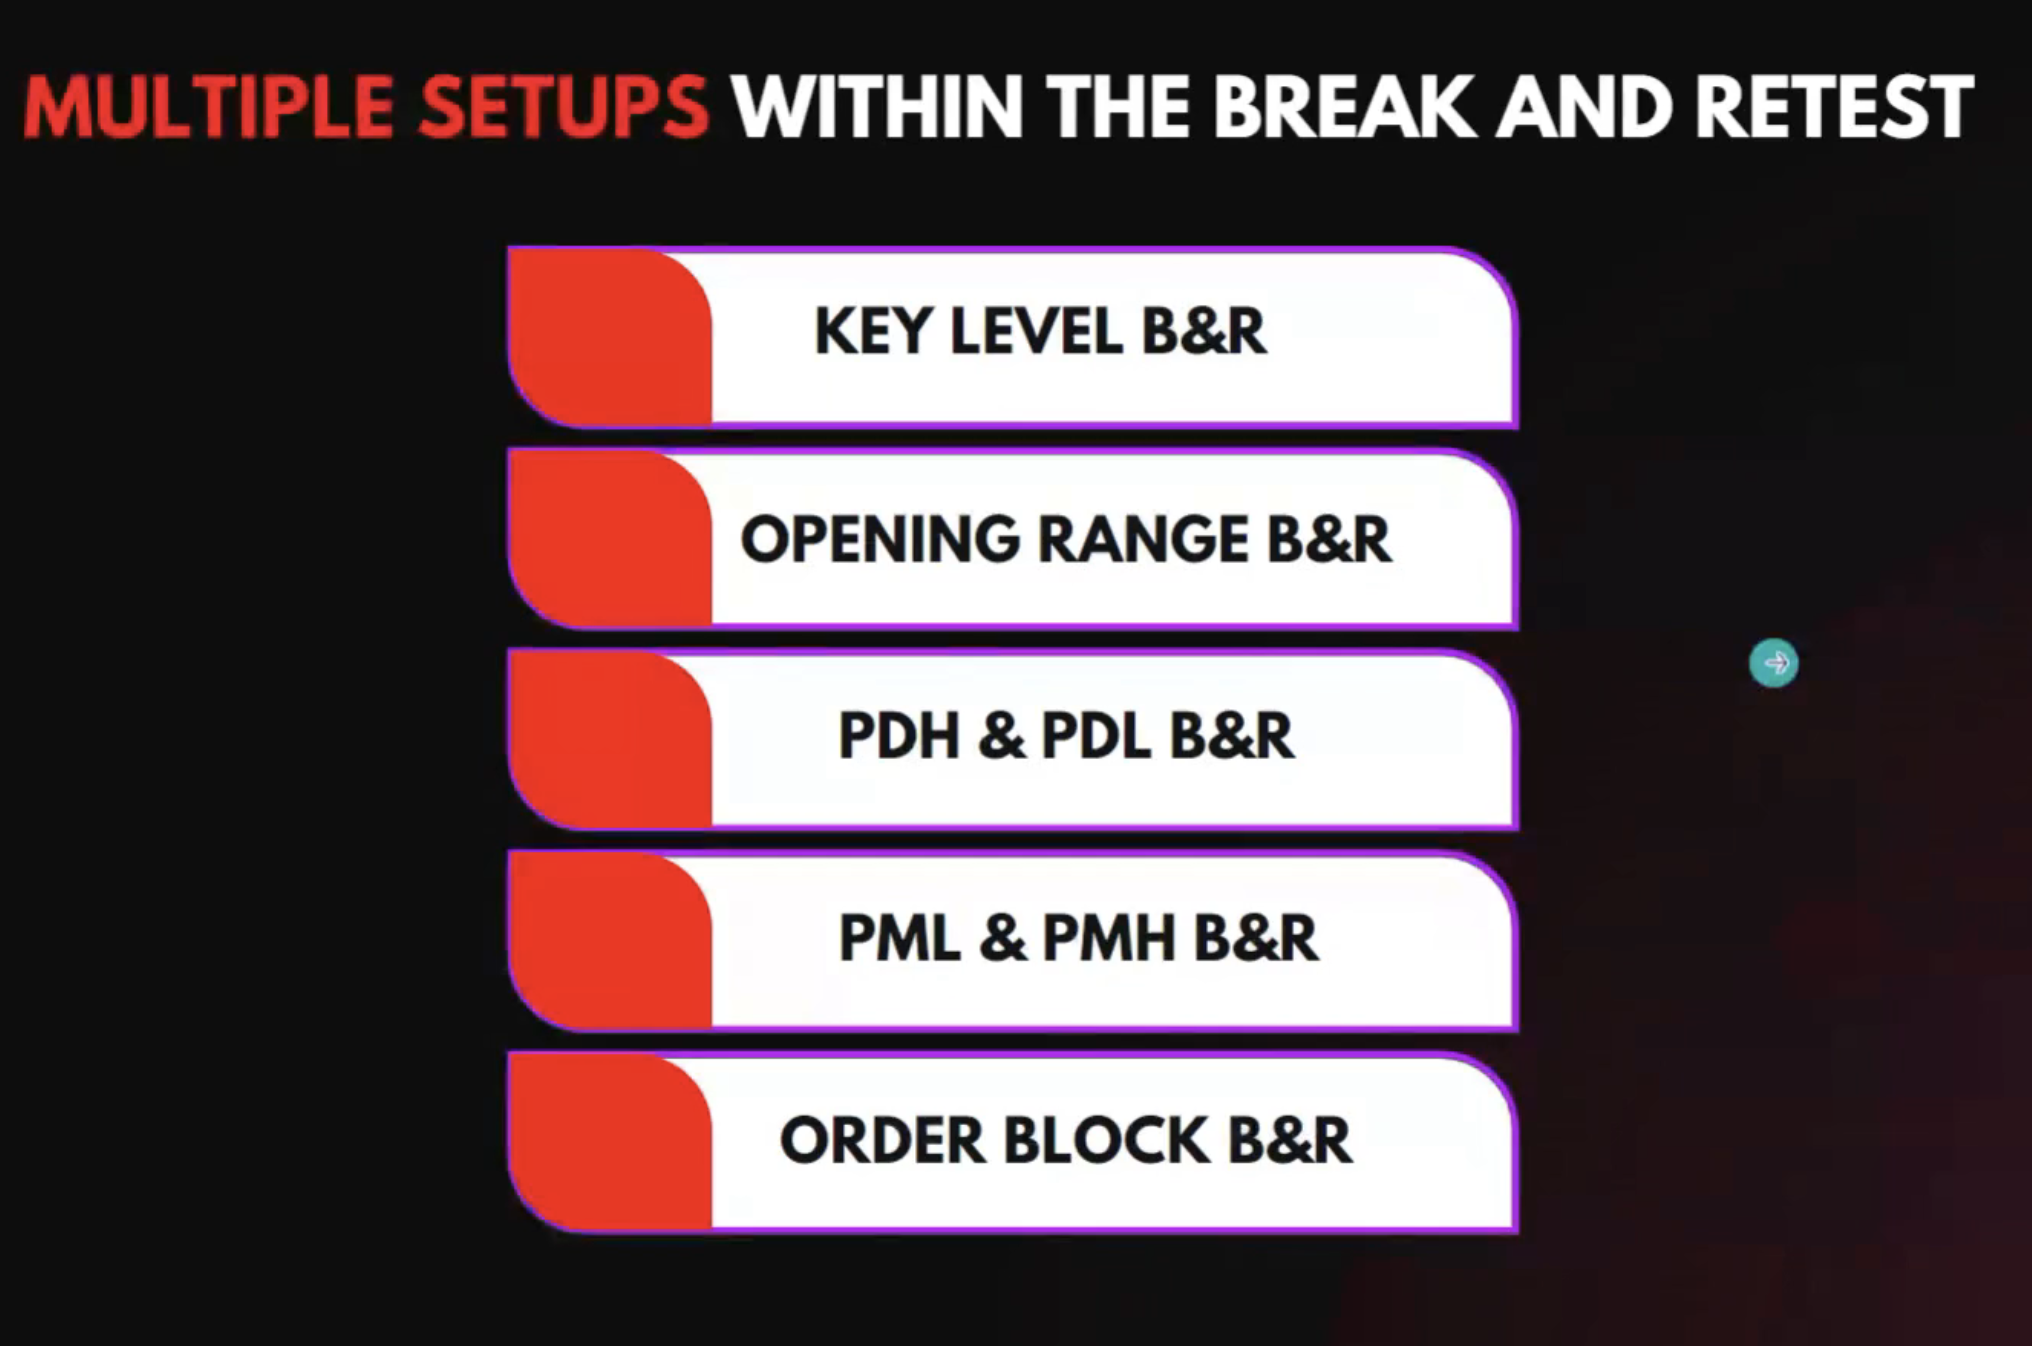 MULTIPLE SETUPS WITHIN THE BREAK AND RETEST
KEY LEVEL B&R
OPENING RANGE B&R
PDH & PDL B&R
PML & PMH B&R
ORDER BLOCK B&R